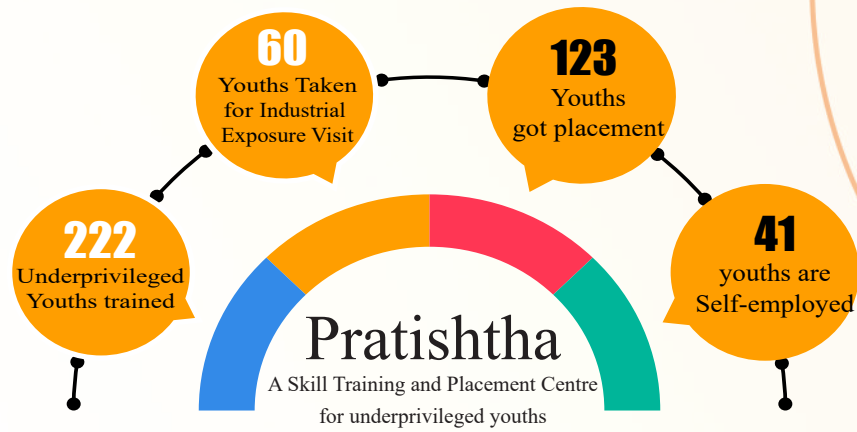 60
Youths Taken
for Industrial
Exposure Visit
123
Youths
got placement
222
Underprivileged
Youths trained
41
youths are
Self-employed
Pratishtha
A Skill Training and Placement Centre
for underprivileged youths